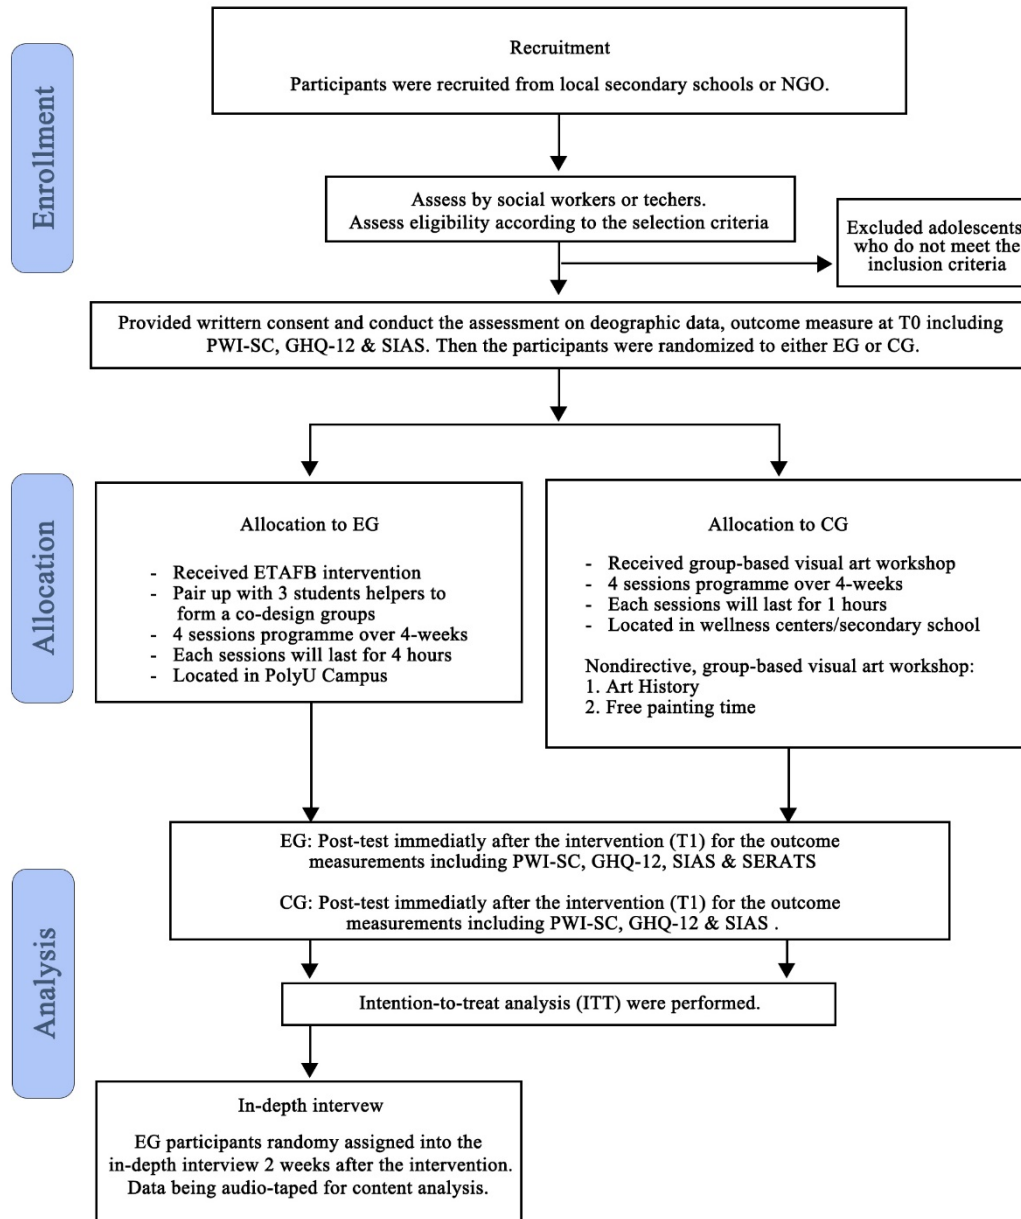 Enrollment
Recruitment
Participants were recruited from local secondary schools or NGO.
Assess by social workers or techers.
Assess eligibility according to the selection criteria
Excluded adolescents
who do not meet the
inclusion criteria
Provided writtern consent and conduct the assessment on deographic data, outcome measure at T0 including
PWI-SC, GHQ-12 & SIAS. Then the participants were randomized to either EG or CG.
Allocation
Allocation to EG
- Received ETAFB intervention
- Pair up with 3 students helpers to
form a co-design groups
- 4 sessions programme over 4-weeks
- Each sessions will last for 4 hours
- Located in PolyU Campus
Allocation to CG
- Received group-based visual art workshop
- 4 sessions programme over 4-weeks
- Each sessions will last for 1 hours
- Located in wellness centers/secondary school
Nondirective, group-based visual art workshop:
1. Art History
2. Free painting time
Analysis
EG: Post-test immediatly after the intervention (T1) for the outcome
measurements including PWI-SC, GHQ-12, SIAS & SERATS
CG: Post-test immediatly after the intervention (T1) for the outcome
measurements including PWI-SC, GHQ-12 & SIAS .
Intention-to-treat analysis (ITT) were performed.
In-depth intervew
EG participants randomy assigned into the
in-depth interview 2 weeks after the intervention.
Data being audio-taped for content analysis.